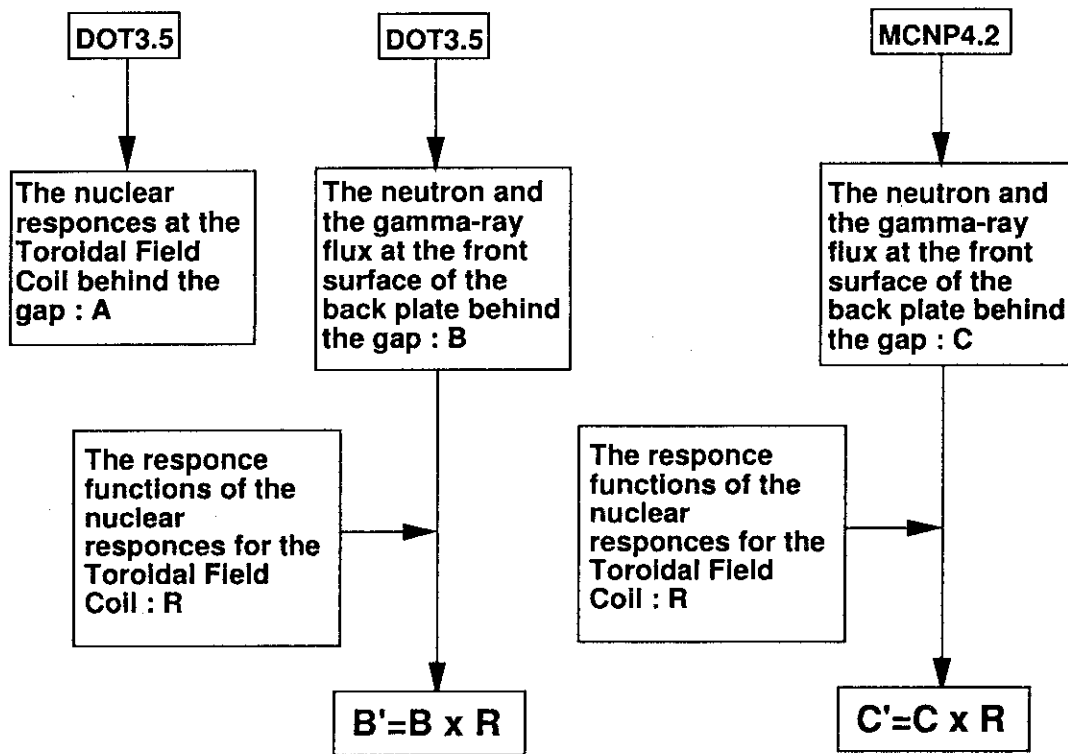 DOT3.5
DOT3.5
MCNP4.2
The nuclear
responces at the
Toroidal Field
Coil behind the
gap : A
The neutron and
the gamma-ray
flux at the front
surface of the
back plate behind
the gap : B
The neutron and
the gamma-ray
flux at the front
surface of the
back plate behind
the gap : C
The responce
functions of the
nuclear
responces for the
Toroidal Field
Coil : R
The responce
functions of the
nuclear
responces for the
Toroidal Field
Coil : R
B'=B x R
C'=C x R